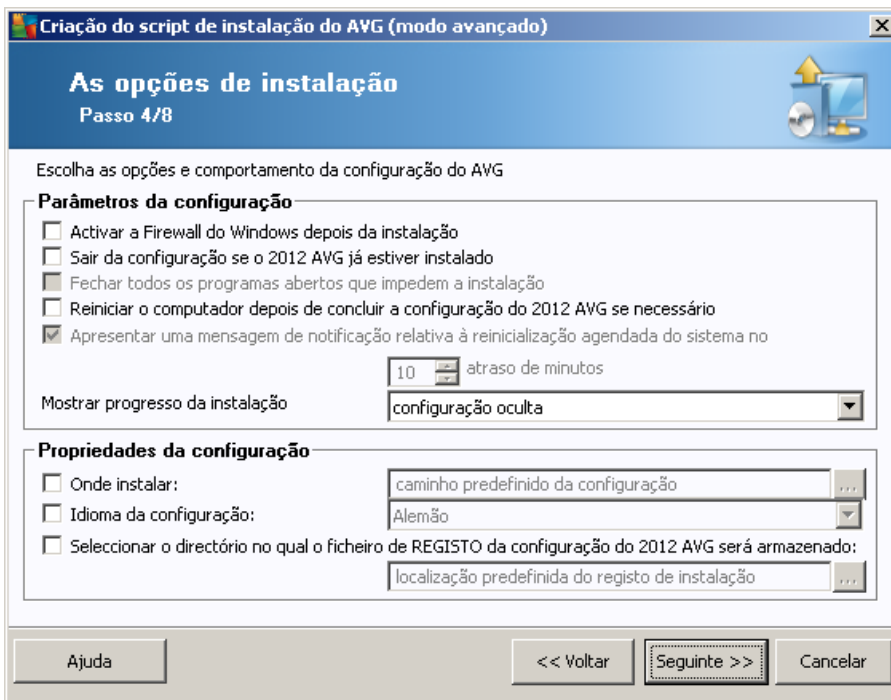 Criação do script de instalação do AVG (modo avançado)
As opções de instalação
Passo 4/8
Escolha as opções e comportamento da configuração do AVG
Parâmetros da configuração
Activar a Firewall do Windows depois da instalação
Sair da configuração se o 2012 AVG já estiver instalado
Fechar todos os programas abertos que impedem a instalação
Reiniciar o computador depois de concluir a configuração do 2012 AVG se necessário
Apresentar uma mensagem de notificação relativa à reinicialização agendada do sistema no
10 atraso de minutos
Mostrar progresso da instalação configuração oculta
Propriedades da configuração
Onde instalar: caminho predefinido da configuração ...
Idioma da configuração: Alemão
Seleccionar o directório no qual o ficheiro de REGISTO da configuração do 2012 AVG será armazenado:
localização predefinida do registo de instalação ...
Ajuda << Voltar Seguinte >> Cancelar